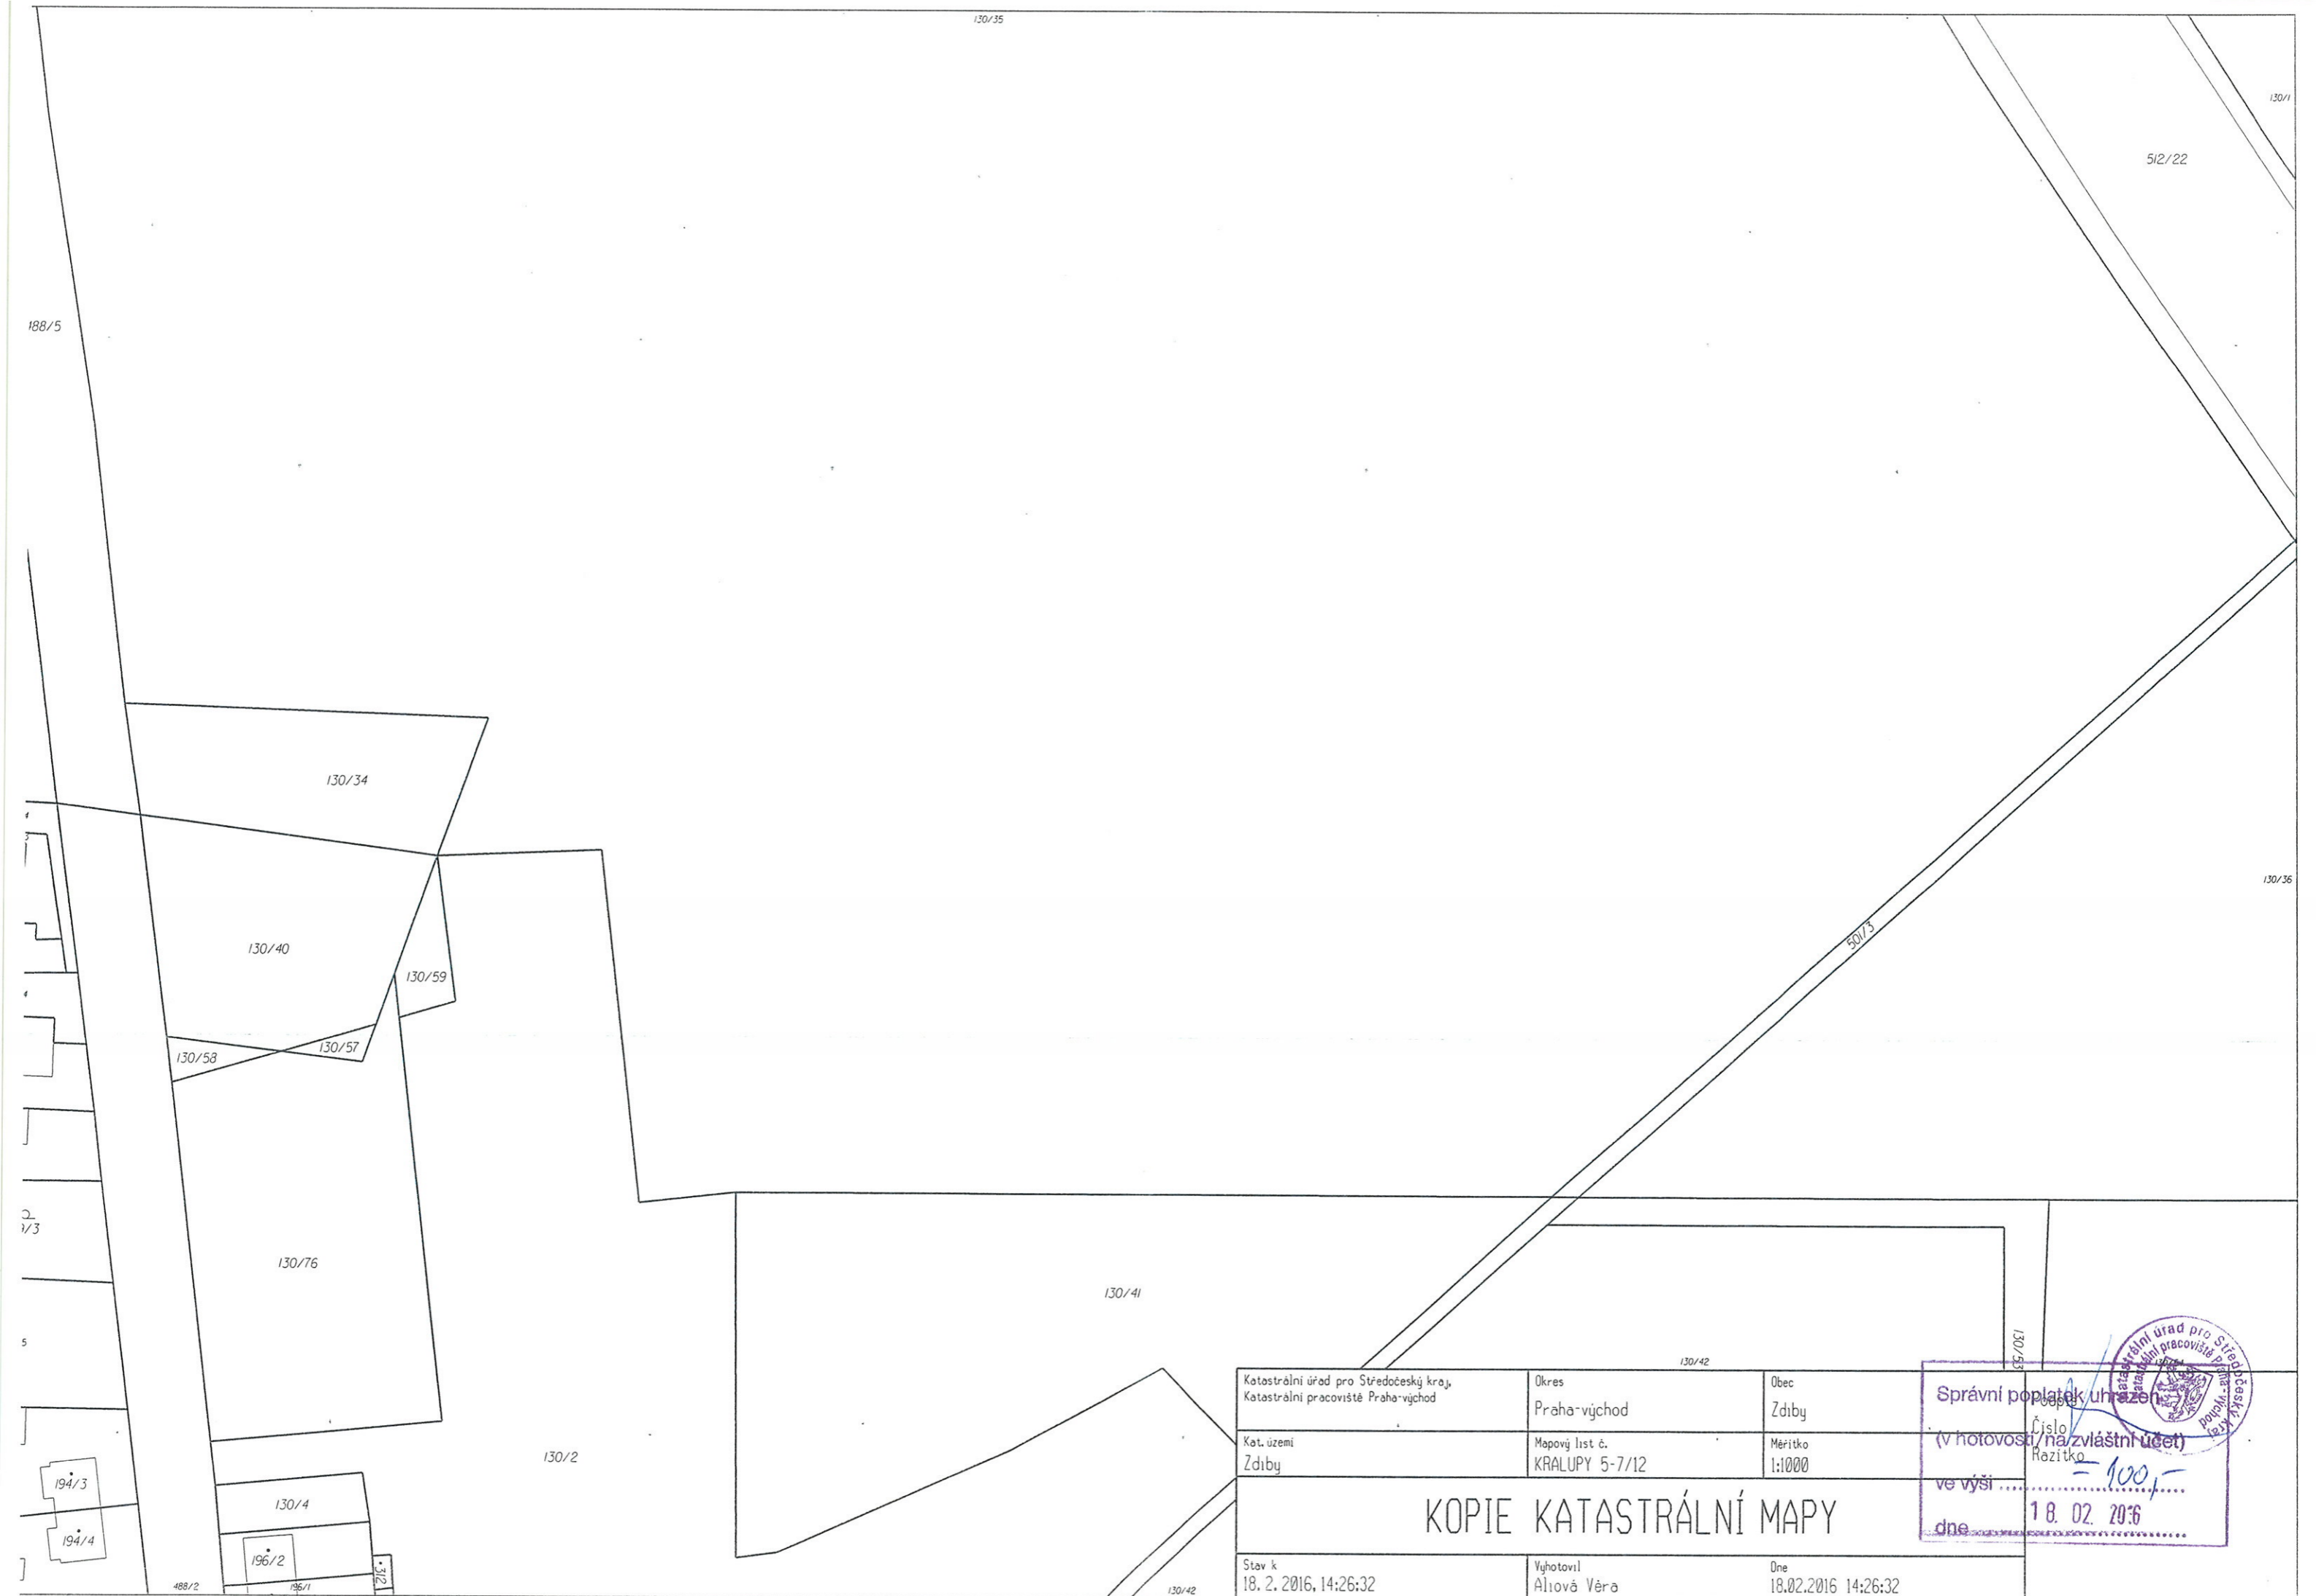 130/35
130/1
512/22
188/5
130/34
130/36
130/40
501/3
130/59
130/57
130/58
130/76
130/41
130/53
130/42
130/2
194/3
130/4
194/4
196/2
312
488/2
196/1
130/42
Katastrální úřad pro Středočeský kraj,
Katastrální pracoviště Praha-východ
Okres
Praha-východ
Obec
Zdiby
Kat. území
Zdiby
Mapový list č.
KRALUPY 5-7/12
Měřítko
1:1000
KOPIE KATASTRÁLNÍ MAPY
Stav k
18. 2. 2016, 14:26:32
Vyhotovil
Aliová Věra
Dne
18.02.2016 14:26:32
Číslo
Razítko
Správní poplatek uhrazen
(v hotovosti/na zvláštní účet)
ve výši = 100,-
dne 18. 02. 2016
Katastrální úřad pro Středočeský kraj
Katastrální pracoviště Praha-východ